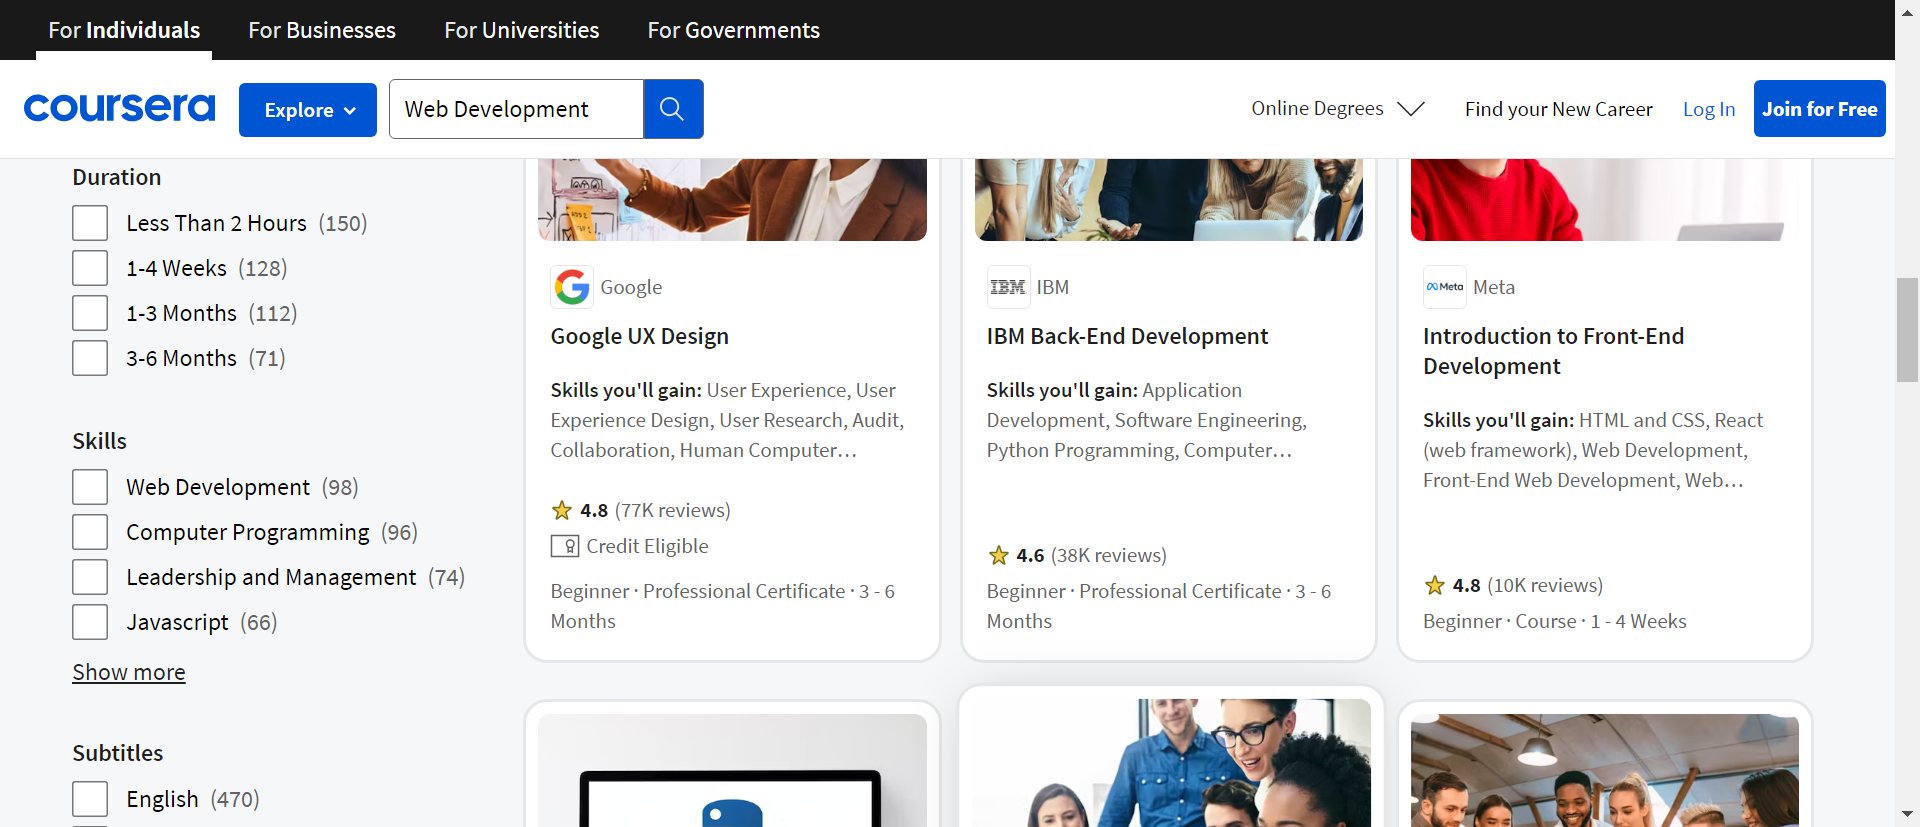 For Individuals
For Businesses
For Universities
For Governments
coursera
Explore
Web Development
Online Degrees
Find your New Career
Log In
Join for Free
Duration
Less Than 2 Hours (150)
1-4 Weeks (128)
1-3 Months (112)
3-6 Months (71)
Skills
Web Development (98)
Computer Programming (96)
Leadership and Management (74)
Javascript (66)
Show more
Subtitles
English (470)
Google
Google UX Design
Skills you'll gain: User Experience, User
Experience Design, User Research, Audit,
Collaboration, Human Computer…
4.8 (77K reviews)
Credit Eligible
Beginner · Professional Certificate · 3 - 6
Months
IBM
IBM
IBM Back-End Development
Skills you'll gain: Application
Development, Software Engineering,
Python Programming, Computer…
4.6 (38K reviews)
Beginner · Professional Certificate · 3 - 6
Months
Meta
Meta
Introduction to Front-End
Development
Skills you'll gain: HTML and CSS, React
(web framework), Web Development,
Front-End Web Development, Web…
4.8 (10K reviews)
Beginner · Course · 1 - 4 Weeks